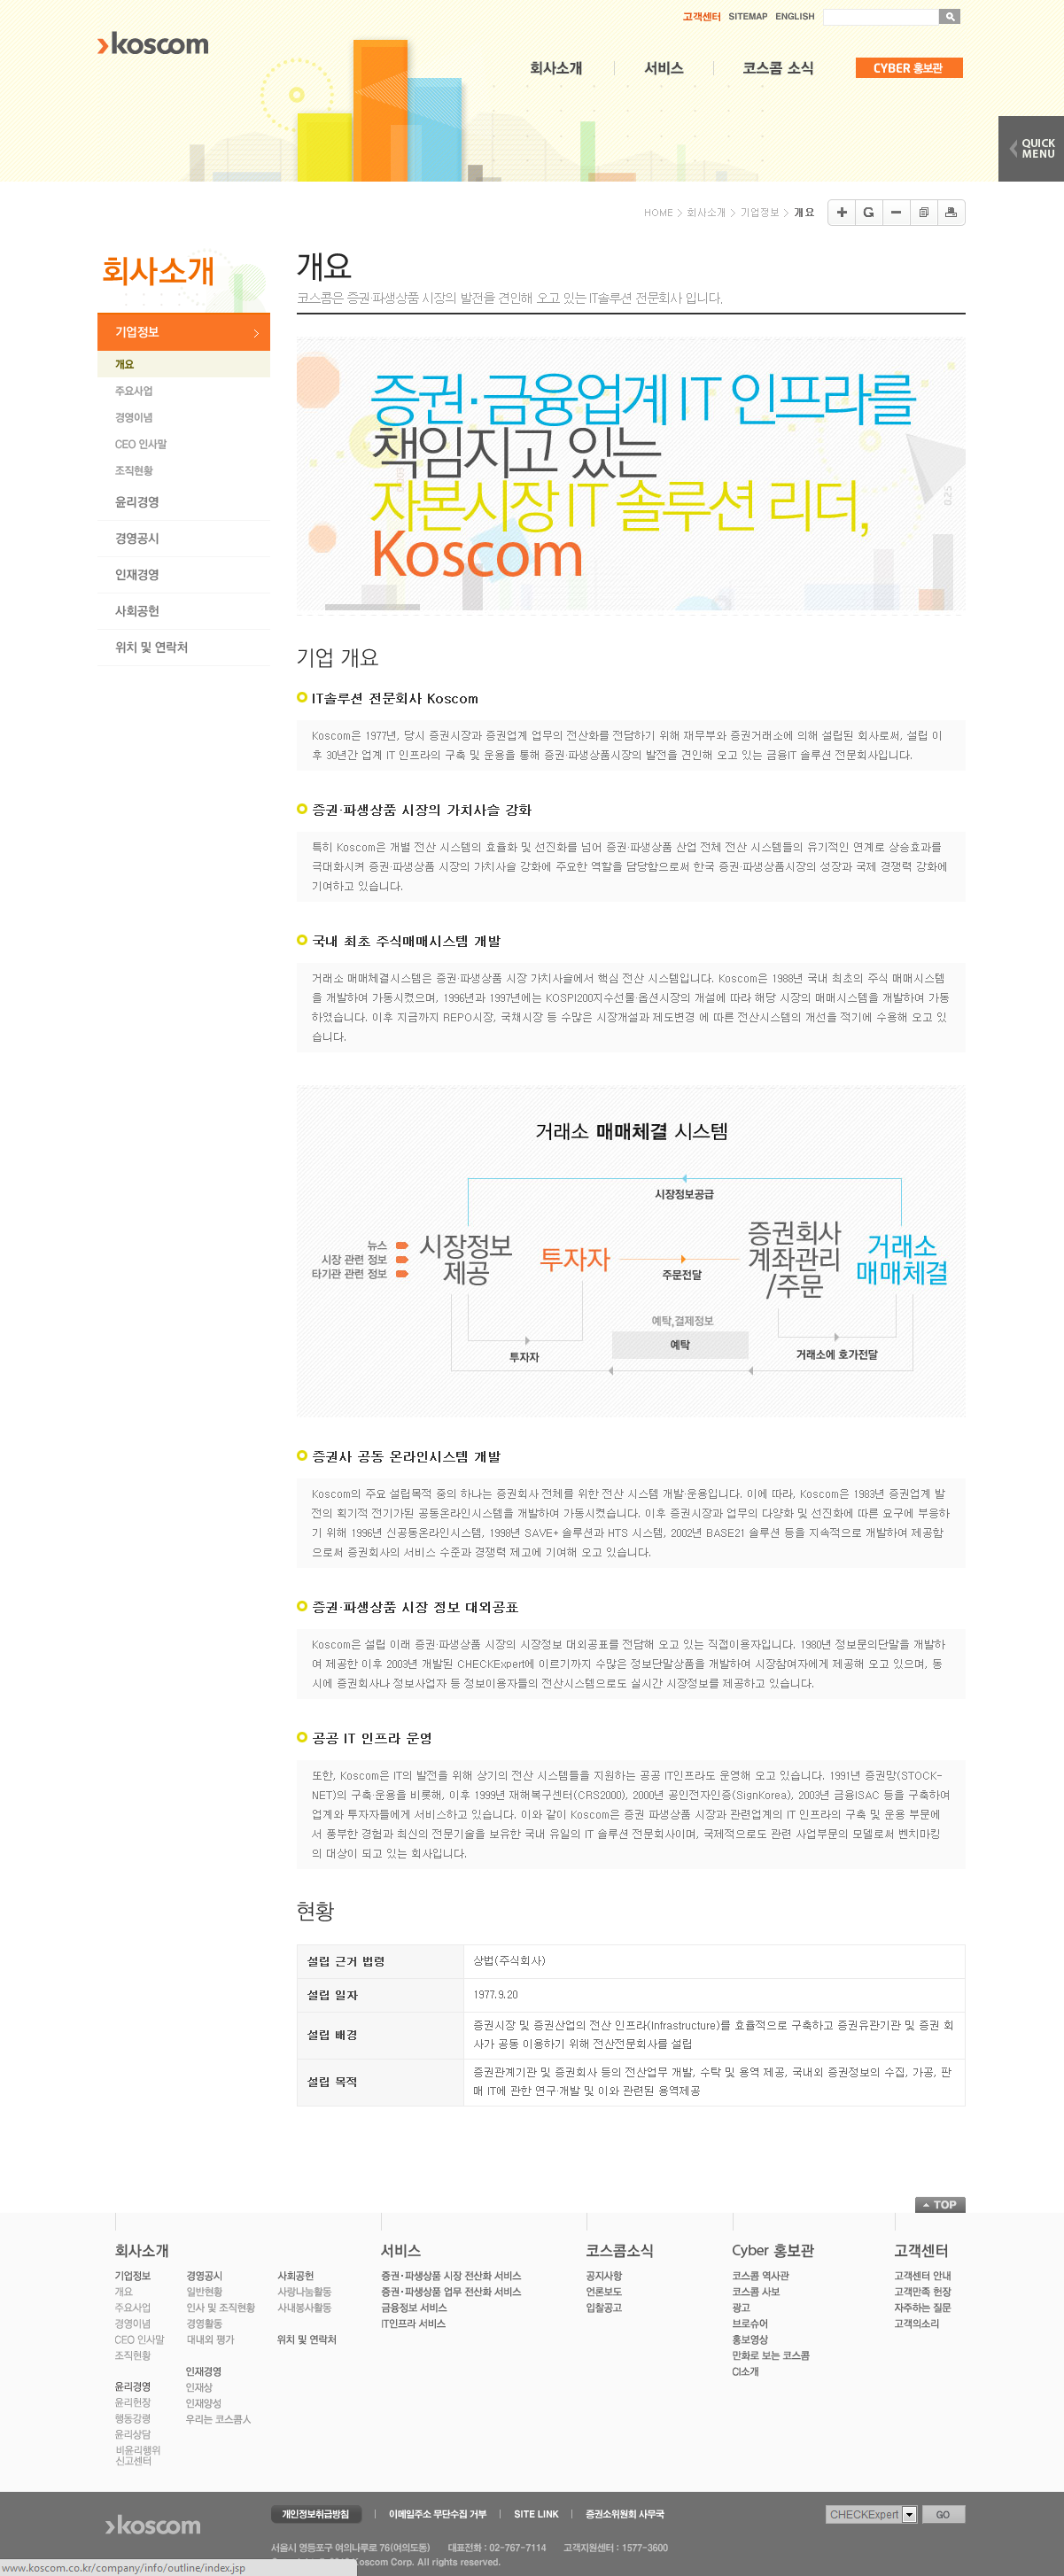 고객센터 SITEMAP ENGLISH
koscom
회사소개 서비스 코스콤 소식 CYBER 홍보관
QUICK
MENU
HOME > 회사소개 > 기업정보 > 개요
회사소개
기업정보
개요
주요사업
경영이념
CEO 인사말
조직현황
윤리경영
경영공시
인재경영
사회공헌
위치 및 연락처
개요
코스콤은 증권·파생상품 시장의 발전을 견인해 오고 있는 IT솔루션 전문회사 입니다.
증권·금융업계 IT 인프라를
책임지고 있는
자본시장 IT 솔루션 리더,
Koscom
0.25
기업 개요
IT솔루션 전문회사 Koscom
Koscom은 1977년, 당시 증권시장과 증권업계 업무의 전산화를 전담하기 위해 재무부와 증권거래소에 의해 설립된 회사로써, 설립 이
후 30년간 업계 IT 인프라의 구축 및 운용을 통해 증권·파생상품시장의 발전을 견인해 오고 있는 금융IT 솔루션 전문회사입니다.
증권·파생상품 시장의 가치사슬 강화
특히 Koscom은 개별 전산 시스템의 효율화 및 선진화를 넘어 증권·파생상품 산업 전체 전산 시스템들의 유기적인 연계로 상승효과를
극대화시켜 증권·파생상품 시장의 가치사슬 강화에 주요한 역할을 담당함으로써 한국 증권·파생상품시장의 성장과 국제 경쟁력 강화에
기여하고 있습니다.
국내 최초 주식매매시스템 개발
거래소 매매체결시스템은 증권·파생상품 시장 가치사슬에서 핵심 전산 시스템입니다. Koscom은 1988년 국내 최초의 주식 매매시스템
을 개발하여 가동시켰으며, 1996년과 1997년에는 KOSPI200지수선물·옵션시장의 개설에 따라 해당 시장의 매매시스템을 개발하여 가동
하였습니다. 이후 지금까지 REPO시장, 국채시장 등 수많은 시장개설과 제도변경 에 따른 전산시스템의 개선을 적기에 수용해 오고 있
습니다.
거래소 매매체결 시스템
시장정보공급
뉴스
시장 관련 정보
타기관 관련 정보
시장정보
제공
투자자
주문전달
증권회사
계좌관리
/주문
거래소
매매체결
예탁,결제정보
예탁
투자자
거래소에 호가전달
증권사 공동 온라인시스템 개발
Koscom의 주요 설립목적 중의 하나는 증권회사 전체를 위한 전산 시스템 개발·운용입니다. 이에 따라, Koscom은 1983년 증권업계 발
전의 획기적 전기가된 공동온라인시스템을 개발하여 가동시켰습니다. 이후 증권시장과 업무의 다양화 및 선진화에 따른 요구에 부응하
기 위해 1996년 신공동온라인시스템, 1998년 SAVE+ 솔루션과 HTS 시스템, 2002년 BASE21 솔루션 등을 지속적으로 개발하여 제공함
으로써 증권회사의 서비스 수준과 경쟁력 제고에 기여해 오고 있습니다.
증권·파생상품 시장 정보 대외공표
Koscom은 설립 이래 증권·파생상품 시장의 시장정보 대외공표를 전담해 오고 있는 직접이용자입니다. 1980년 정보문의단말을 개발하
여 제공한 이후 2003년 개발된 CHECKExpert에 이르기까지 수많은 정보단말상품을 개발하여 시장참여자에게 제공해 오고 있으며, 동
시에 증권회사나 정보사업자 등 정보이용자들의 전산시스템으로도 실시간 시장정보를 제공하고 있습니다.
공공 IT 인프라 운영
또한, Koscom은 IT의 발전을 위해 상기의 전산 시스템들을 지원하는 공공 IT인프라도 운영해 오고 있습니다. 1991년 증권망(STOCK-
NET)의 구축·운용을 비롯해, 이후 1999년 재해복구센터(CRS2000), 2000년 공인전자인증(SignKorea), 2003년 금융ISAC 등을 구축하여
업계와 투자자들에게 서비스하고 있습니다. 이와 같이 Koscom은 증권 파생상품 시장과 관련업계의 IT 인프라의 구축 및 운용 부문에
서 풍부한 경험과 최신의 전문기술을 보유한 국내 유일의 IT 솔루션 전문회사이며, 국제적으로도 관련 사업부문의 모델로써 벤치마킹
의 대상이 되고 있는 회사입니다.
현황
설립 근거 법령 상법(주식회사)
설립 일자 1977.9.20
설립 배경 증권시장 및 증권산업의 전산 인프라(Infrastructure)를 효율적으로 구축하고 증권유관기관 및 증권 회
사가 공동 이용하기 위해 전산전문회사를 설립
설립 목적 증권관계기관 및 증권회사 등의 전산업무 개발, 수탁 및 용역 제공, 국내외 증권정보의 수집, 가공, 판
매 IT에 관한 연구·개발 및 이와 관련된 용역제공
TOP
회사소개 서비스 코스콤소식 Cyber 홍보관 고객센터
기업정보 경영공시 사회공헌 증권·파생상품 시장 전산화 서비스 공지사항 코스콤 역사관 고객센터 안내
개요 일반현황 사랑나눔활동 증권·파생상품 업무 전산화 서비스 언론보도 코스콤 사보 고객만족 헌장
주요사업 인사 및 조직현황 사내봉사활동 금융정보 서비스 입찰공고 광고 자주하는 질문
경영이념 경영활동 IT인프라 서비스 브로슈어 고객의소리
CEO 인사말 대내외 평가 위치 및 연락처 홍보영상
조직현황 만화로 보는 코스콤
인재경영 CI소개
윤리경영 인재상
윤리헌장 인재양성
행동강령 우리는 코스콤人
윤리상담
비윤리행위
신고센터
koscom
개인정보취급방침 이메일주소 무단수집 거부 SITE LINK 증권소위원회 사무국
CHECKExpert GO
서울시 영등포구 여의나루로 76(여의도동) 대표전화 : 02-767-7114 고객지원센터 : 1577-3600
Koscom Corp. All rights reserved.
www.koscom.co.kr/company/info/outline/index.jsp